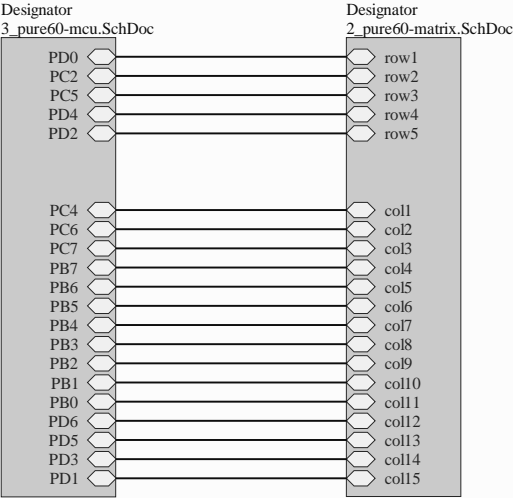 Designator Designator
3_pure60-mcu.SchDoc 2_pure60-matrix.SchDoc
PD0 row1
PC2 row2
PC5 row3
PD4 row4
PD2 row5
PC4 col1
PC6 col2
PC7 col3
PB7 col4
PB6 col5
PB5 col6
PB4 col7
PB3 col8
PB2 col9
PB1 col10
PB0 col11
PD6 col12
PD5 col13
PD3 col14
PD1 col15